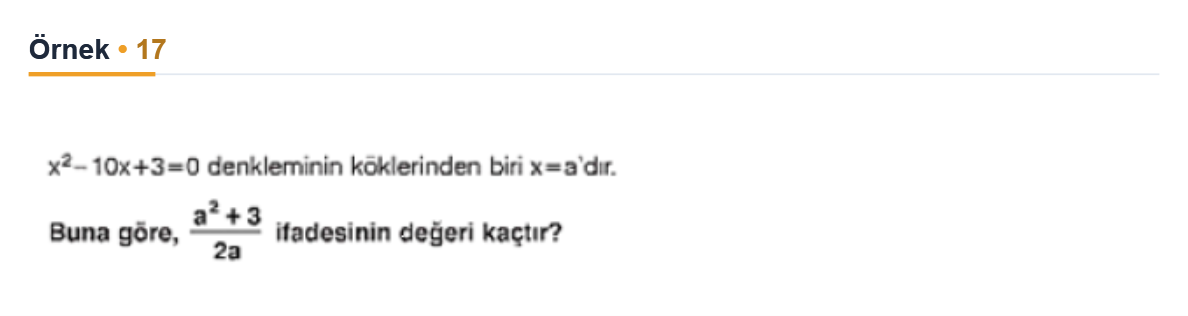 Örnek • 17
x²– 10x+3=0 denkleminin köklerinden biri x=a'dır.
Buna göre, a² + 3 / 2a ifadesinin değeri kaçtır?